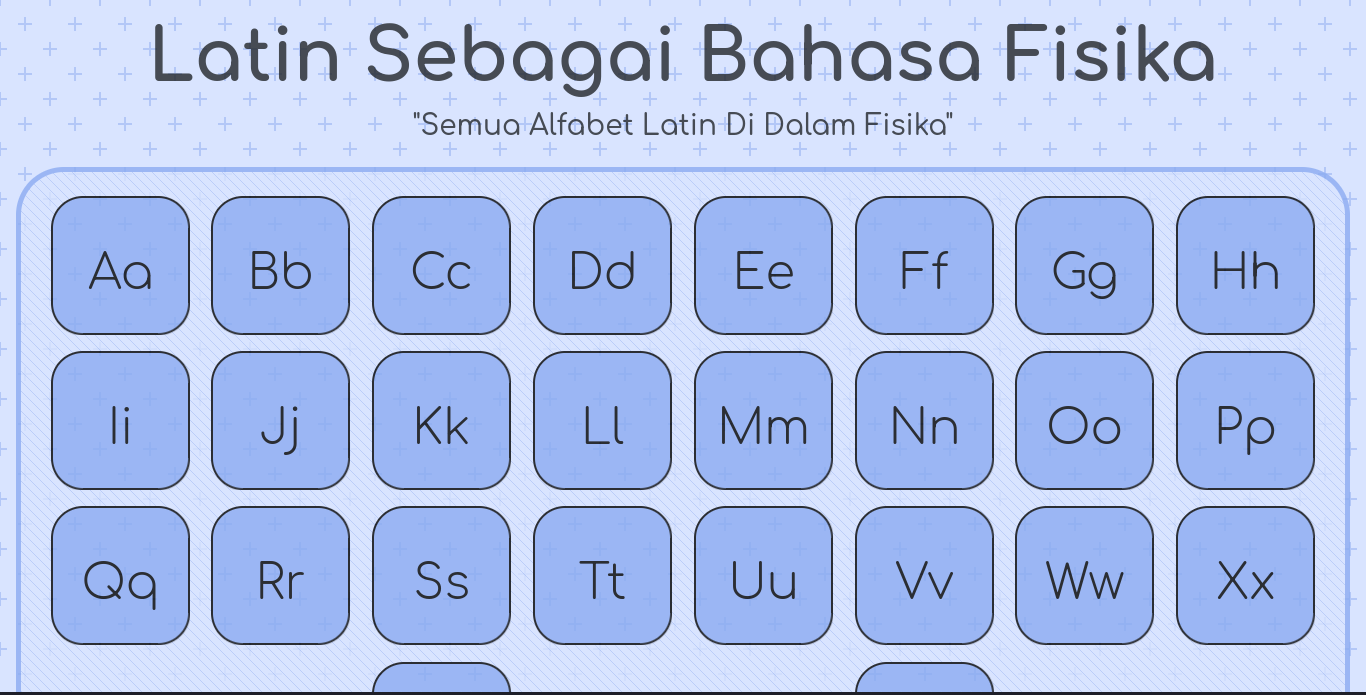 Latin Sebagai Bahasa Fisika
"Semua Alfabet Latin Di Dalam Fisika"
Aa Bb Cc Dd Ee Ff Gg Hh
Ii Jj Kk Ll Mm Nn Oo Pp
Qq Rr Ss Tt Uu Vv Ww Xx